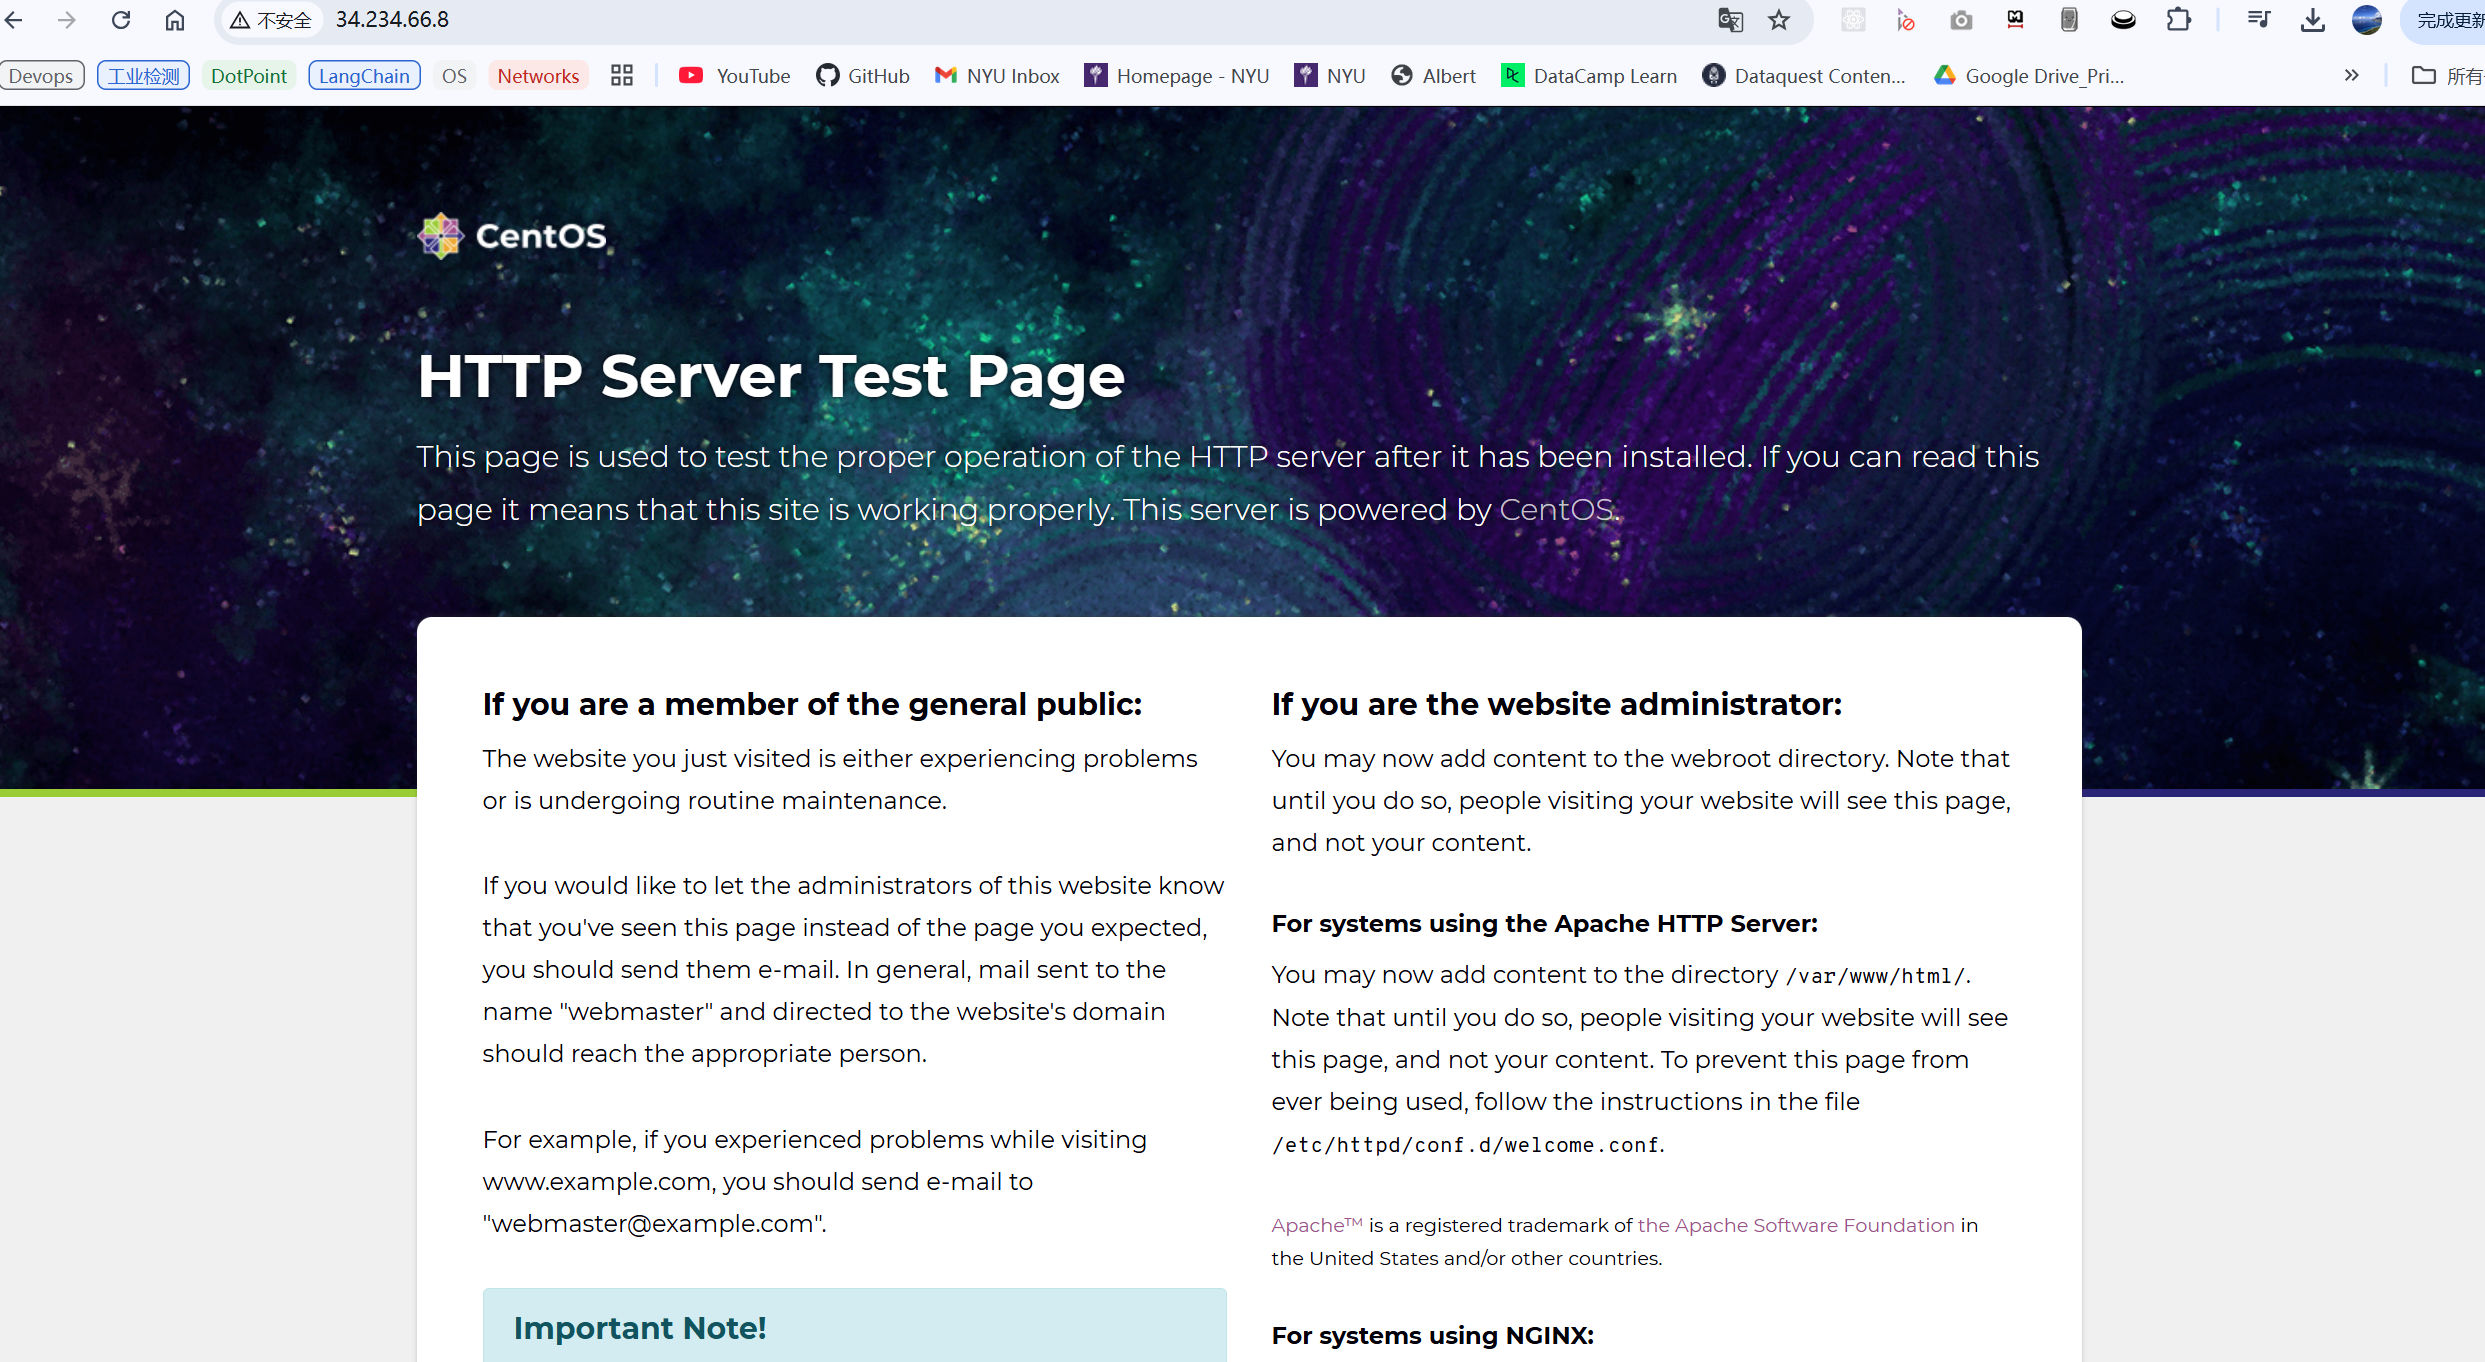 不安全 34.234.66.8 完成更新
Devops 工业检测 DotPoint LangChain OS Networks YouTube GitHub NYU Inbox Homepage - NYU NYU Albert DataCamp Learn Dataquest Conten... Google Drive_Pri... » 所有
CentOS
HTTP Server Test Page
This page is used to test the proper operation of the HTTP server after it has been installed. If you can read this
page it means that this site is working properly. This server is powered by CentOS.
If you are a member of the general public:
The website you just visited is either experiencing problems
or is undergoing routine maintenance.
If you would like to let the administrators of this website know
that you've seen this page instead of the page you expected,
you should send them e-mail. In general, mail sent to the
name "webmaster" and directed to the website's domain
should reach the appropriate person.
For example, if you experienced problems while visiting
www.example.com, you should send e-mail to
"webmaster@example.com".
Important Note!
If you are the website administrator:
You may now add content to the webroot directory. Note that
until you do so, people visiting your website will see this page,
and not your content.
For systems using the Apache HTTP Server:
You may now add content to the directory /var/www/html/.
Note that until you do so, people visiting your website will see
this page, and not your content. To prevent this page from
ever being used, follow the instructions in the file
/etc/httpd/conf.d/welcome.conf.
Apache™ is a registered trademark of the Apache Software Foundation in
the United States and/or other countries.
For systems using NGINX: